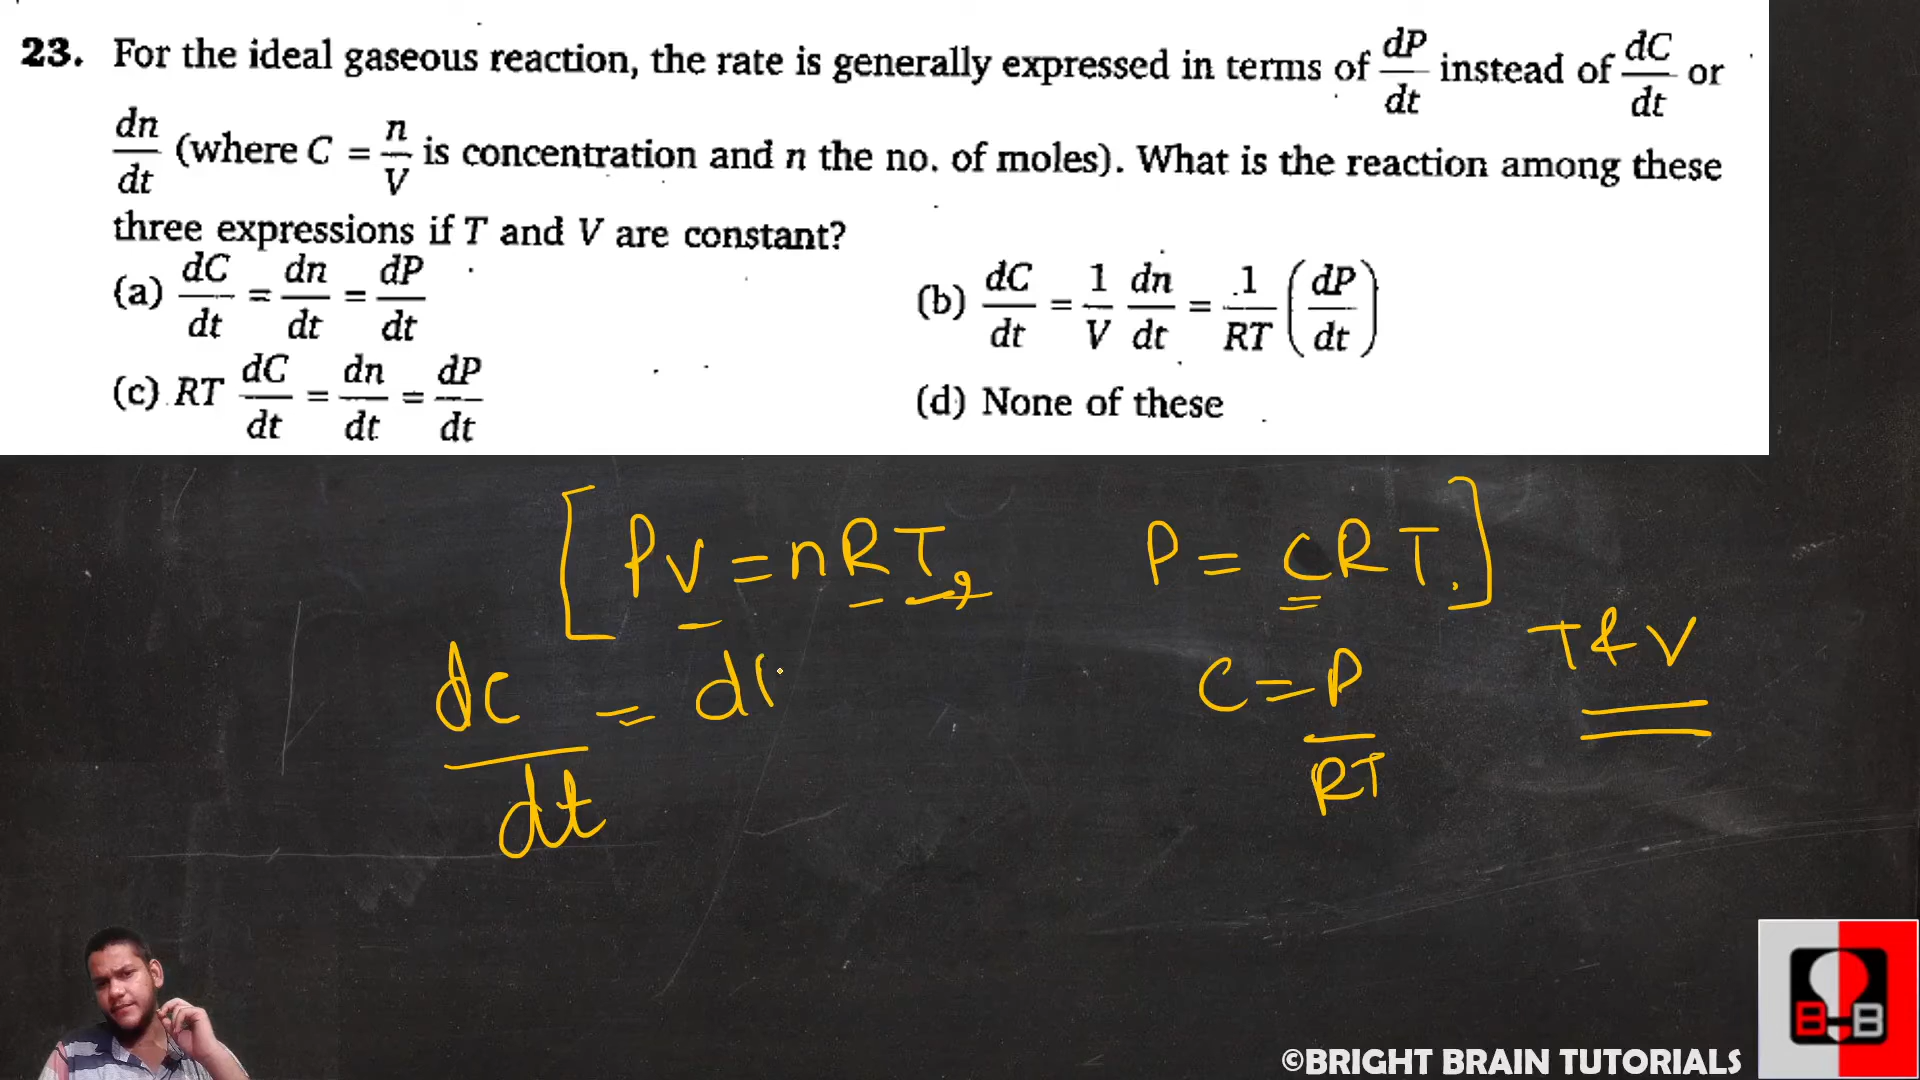 23. For the ideal gaseous reaction, the rate is generally expressed in terms of dP/dt instead of dC/dt or
dn/dt (where C = n/V is concentration and n the no. of moles). What is the reaction among these
three expressions if T and V are constant?
(a) dC/dt = dn/dt = dP/dt
(b) dC/dt = 1/V dn/dt = 1/RT (dP/dt)
(c) RT dC/dt = dn/dt = dP/dt
(d) None of these
[PV = nRT, P = CRT.]
T & V
dc/dt = d
C = P/RT
B B
©BRIGHT BRAIN TUTORIALS